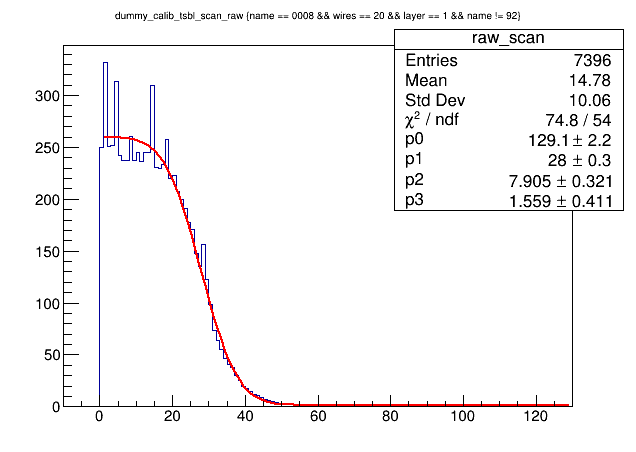 dummy_calib_tsbl_scan_raw {name == 0008 && wires == 20 && layer == 1 && name != 92}
raw_scan
Entries 7396
Mean 14.78
Std Dev 10.06
χ² / ndf 74.8 / 54
p0 129.1 ± 2.2
p1 28 ± 0.3
p2 7.905 ± 0.321
p3 1.559 ± 0.411
300
250
200
150
100
50
0
0 20 40 60 80 100 120